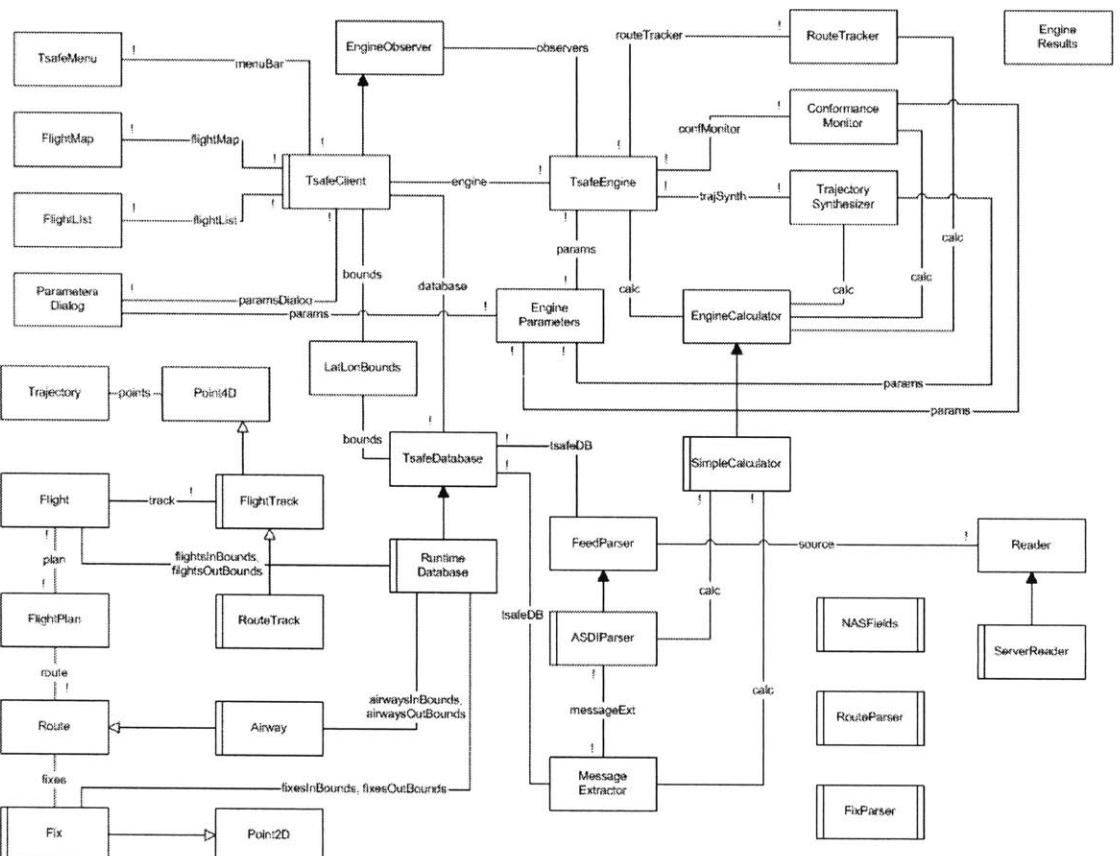 EngineObserver
observers
routeTracker
!
RouteTracker
Engine
Results
TsafeMenu
!
menuBar
!
Conformance
Monitor
!
FlightMap
!
flightMap
!
confMonitor
!
!
!
TsafeClient
engine
!
TsafeEngine
!
!
trajSynth
!
Trajectory
Synthesizer
!
FlightList
!
flightList
!
!
!
params
calc
Parameters
Dialog
!
bounds
database
calc
calc
calc
paramsDialog
params
!
Engine
Parameters
EngineCalculator
!
!
LatLonBounds
params
params
Trajectory
points
Point4D
!
bounds
TsafeDatabase
!
tsafeDB
!
SimpleCalculator
Flight
track
!
FlightTrack
!
!
!
plan
flightsInBounds,
flightsOutBounds
Runtime
Database
FeedParser
source
!
Reader
!
calc
FlightPlan
RouteTrack
tsafeDB
ASDIParser
NASFields
ServerReader
route
!
!
airwaysInBounds,
airwaysOutBounds
messageExt
calc
Route
Airway
RouteParser
!
fixes
fixesInBounds, fixesOutBounds
Message
Extractor
Fix
Point2D
FixParser